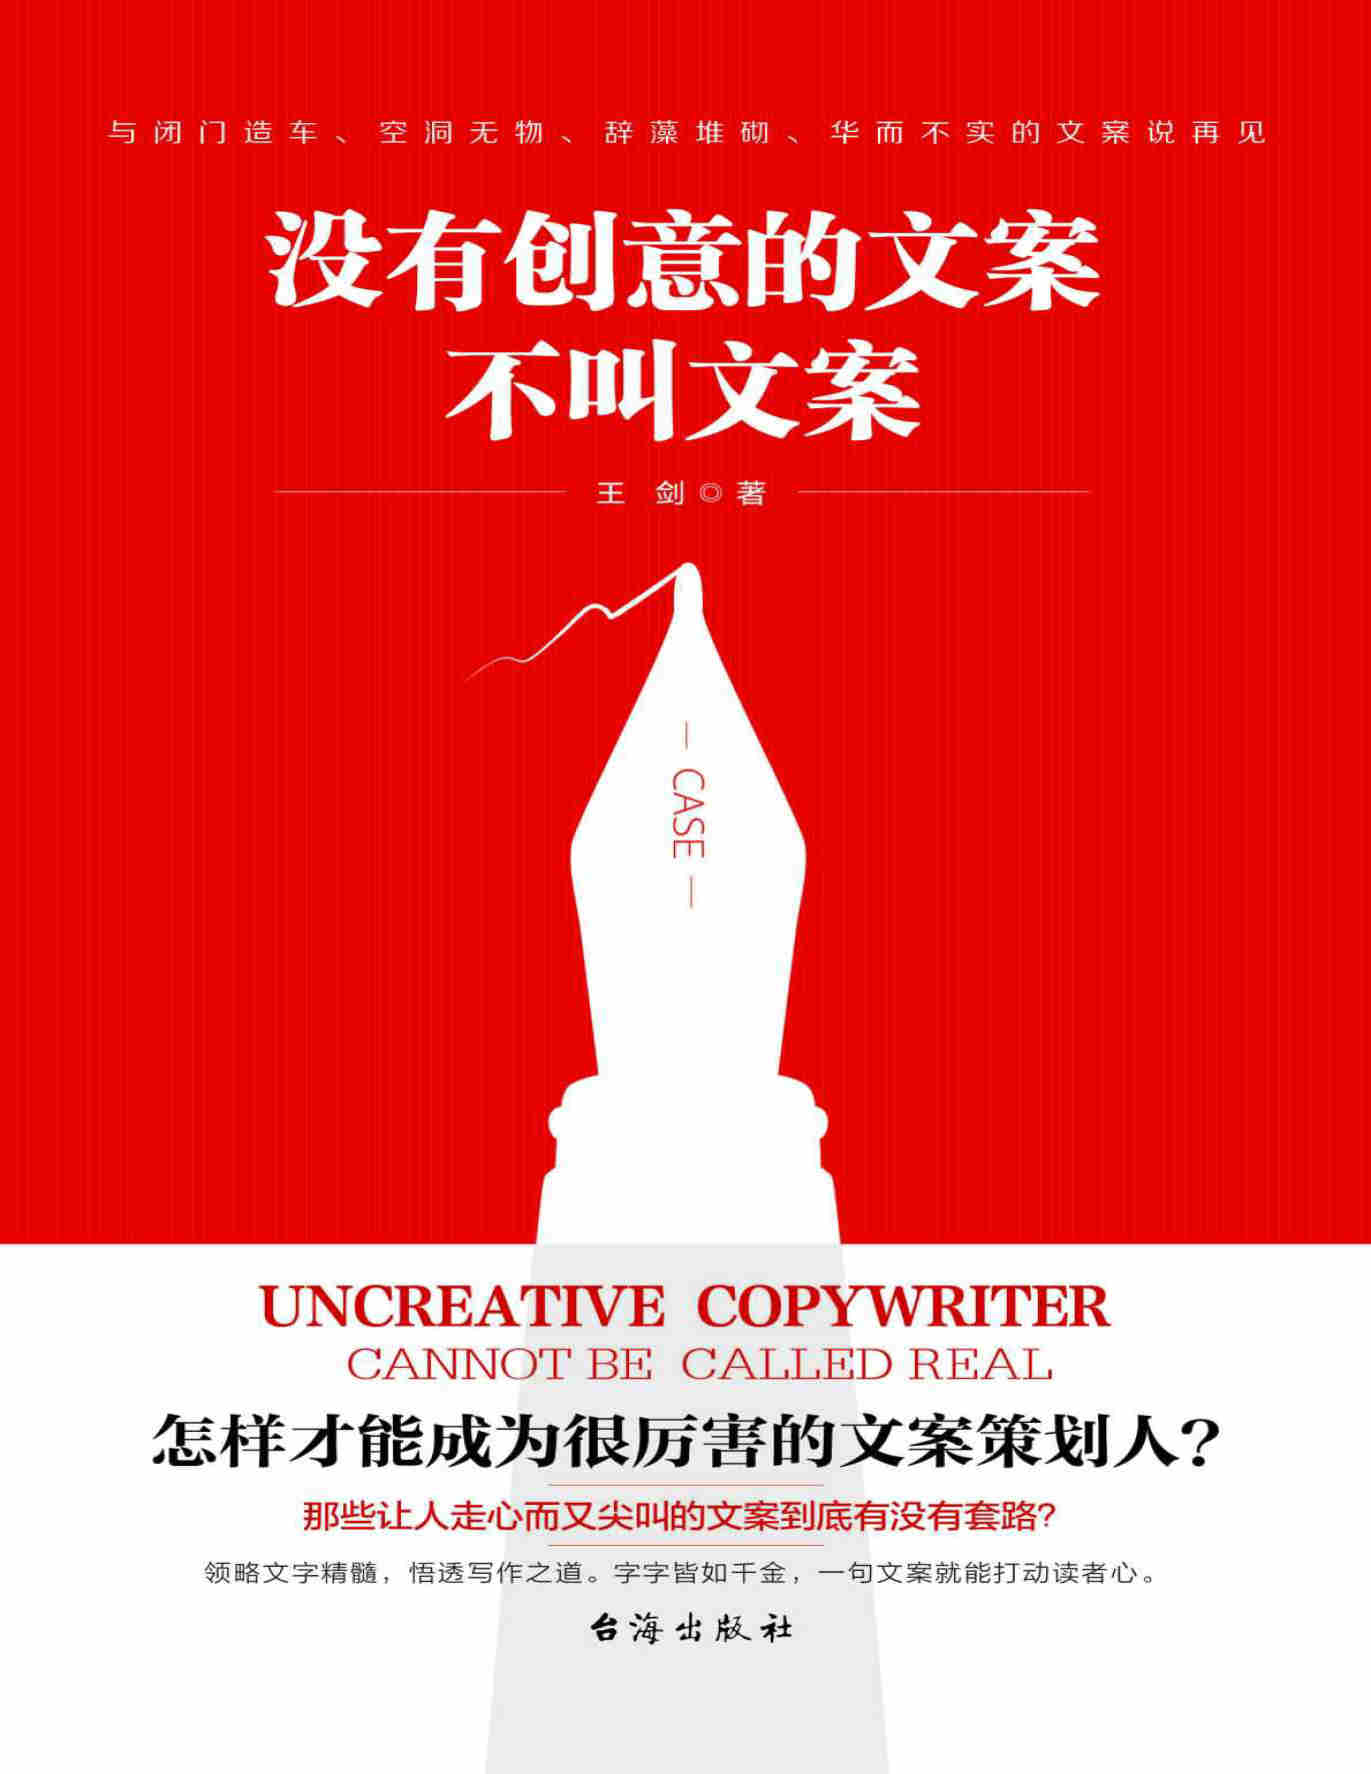 与闭门造车、空洞无物、辞藻堆砌、华而不实的文案说再见
没有创意的文案
不叫文案
王 剑◎著
— CASE —
UNCREATIVE COPYWRITER
CANNOT BE CALLED REAL
怎样才能成为很厉害的文案策划人?
那些让人走心而又尖叫的文案到底有没有套路?
领略文字精髓，悟透写作之道。字字皆如千金，一句文案就能打动读者心。
台海出版社